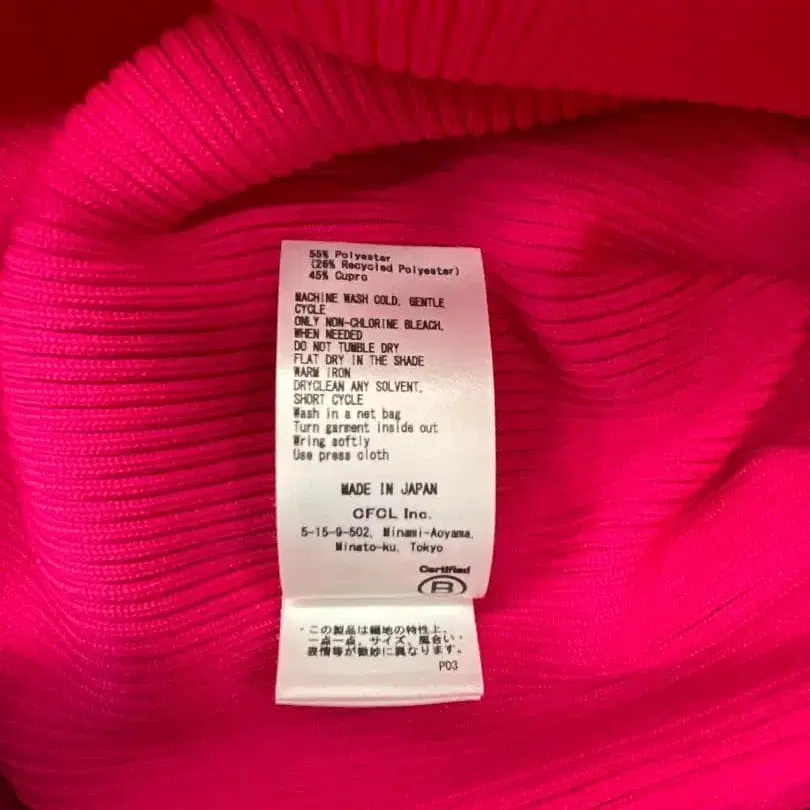 55% Polyester
(26% Recycled Polyester)
45% Cupro
MACHINE WASH COLD, GENTLE
CYCLE
ONLY NON-CHLORINE BLEACH,
WHEN NEEDED
DO NOT TUMBLE DRY
FLAT DRY IN THE SHADE
WARM IRON
DRYCLEAN ANY SOLVENT,
SHORT CYCLE
Wash in a net bag
Turn garment inside out
Wring softly
Use press cloth
MADE IN JAPAN
CFCL Inc.
5-15-9-502, Minami-Aoyama,
Minato-ku, Tokyo
Certified
B
・この製品は編地の特性上、
一点一点、サイズ、風合い・
表情等が微妙に異なります。
P03